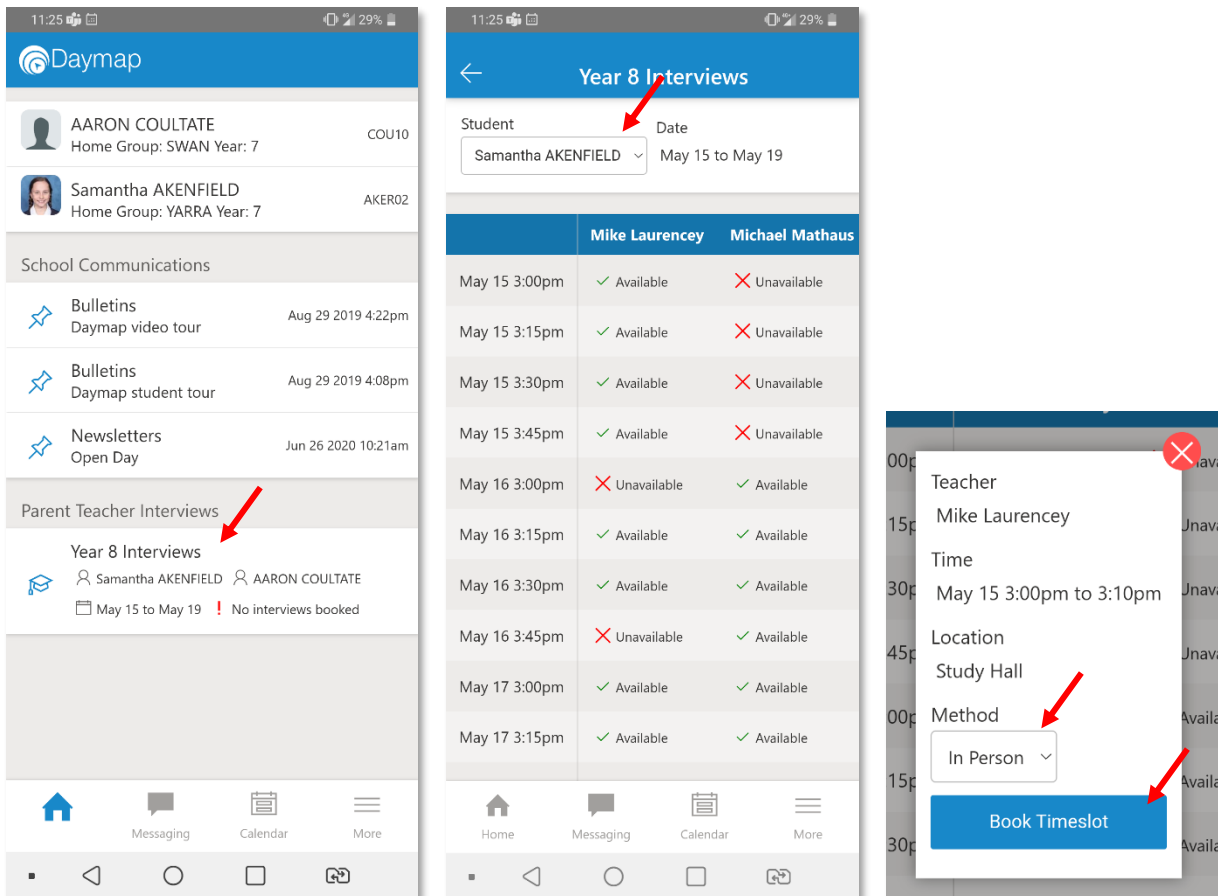 11:25
29%
Daymap
AARON COULTATE
COU10
Home Group: SWAN Year: 7
Samantha AKENFIELD
AKER02
Home Group: YARRA Year: 7
School Communications
Bulletins
Daymap video tour
Aug 29 2019 4:22pm
Bulletins
Daymap student tour
Aug 29 2019 4:08pm
Newsletters
Open Day
Jun 26 2020 10:21am
Parent Teacher Interviews
Year 8 Interviews
Samantha AKENFIELD AARON COULTATE
May 15 to May 19 ! No interviews booked
Messaging Calendar More
11:25
29%
Year 8 Interviews
Student Date
Samantha AKENFIELD May 15 to May 19
Mike Laurencey Michael Mathaus
May 15 3:00pm Available Unavailable
May 15 3:15pm Available Unavailable
May 15 3:30pm Available Unavailable
May 15 3:45pm Available Unavailable
May 16 3:00pm Unavailable Available
May 16 3:15pm Available Available
May 16 3:30pm Available Available
May 16 3:45pm Unavailable Available
May 17 3:00pm Available Available
May 17 3:15pm Available Available
Home Messaging Calendar More
Teacher
Mike Laurencey
Time
May 15 3:00pm to 3:10pm
Location
Study Hall
Method
In Person
Book Timeslot